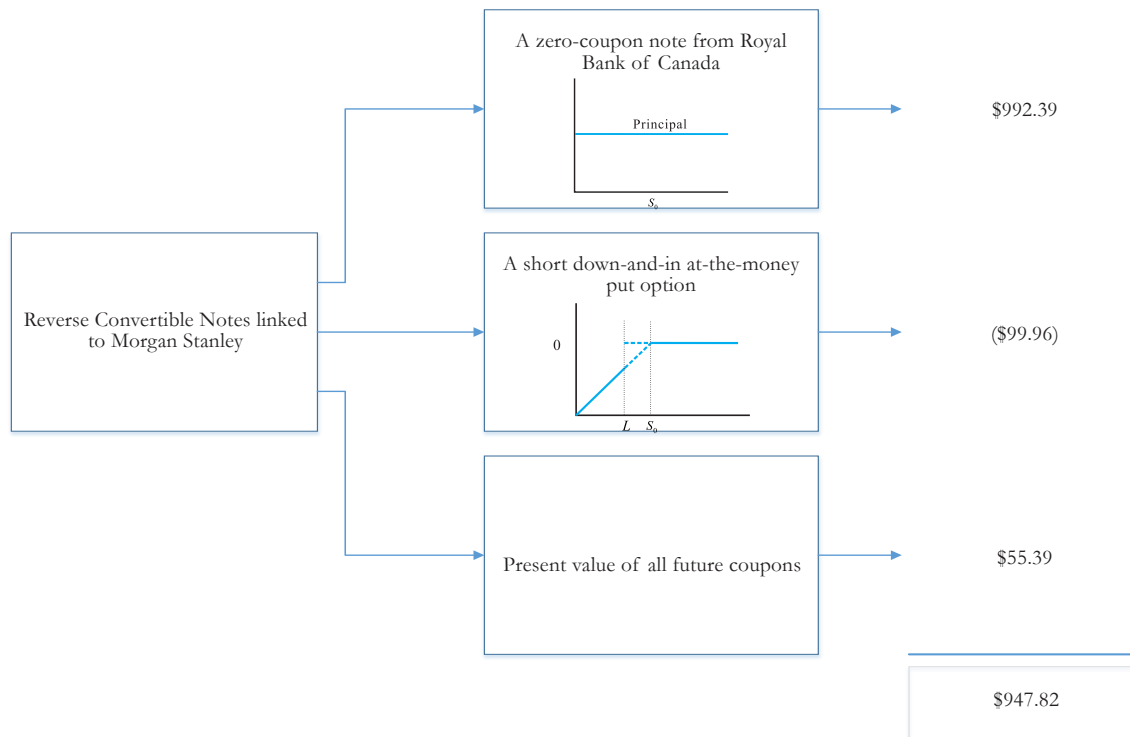 A zero-coupon note from Royal
Bank of Canada
Principal
S₀
$992.39
Reverse Convertible Notes linked
to Morgan Stanley
A short down-and-in at-the-money
put option
0
L S₀
($99.96)
Present value of all future coupons
$55.39
$947.82